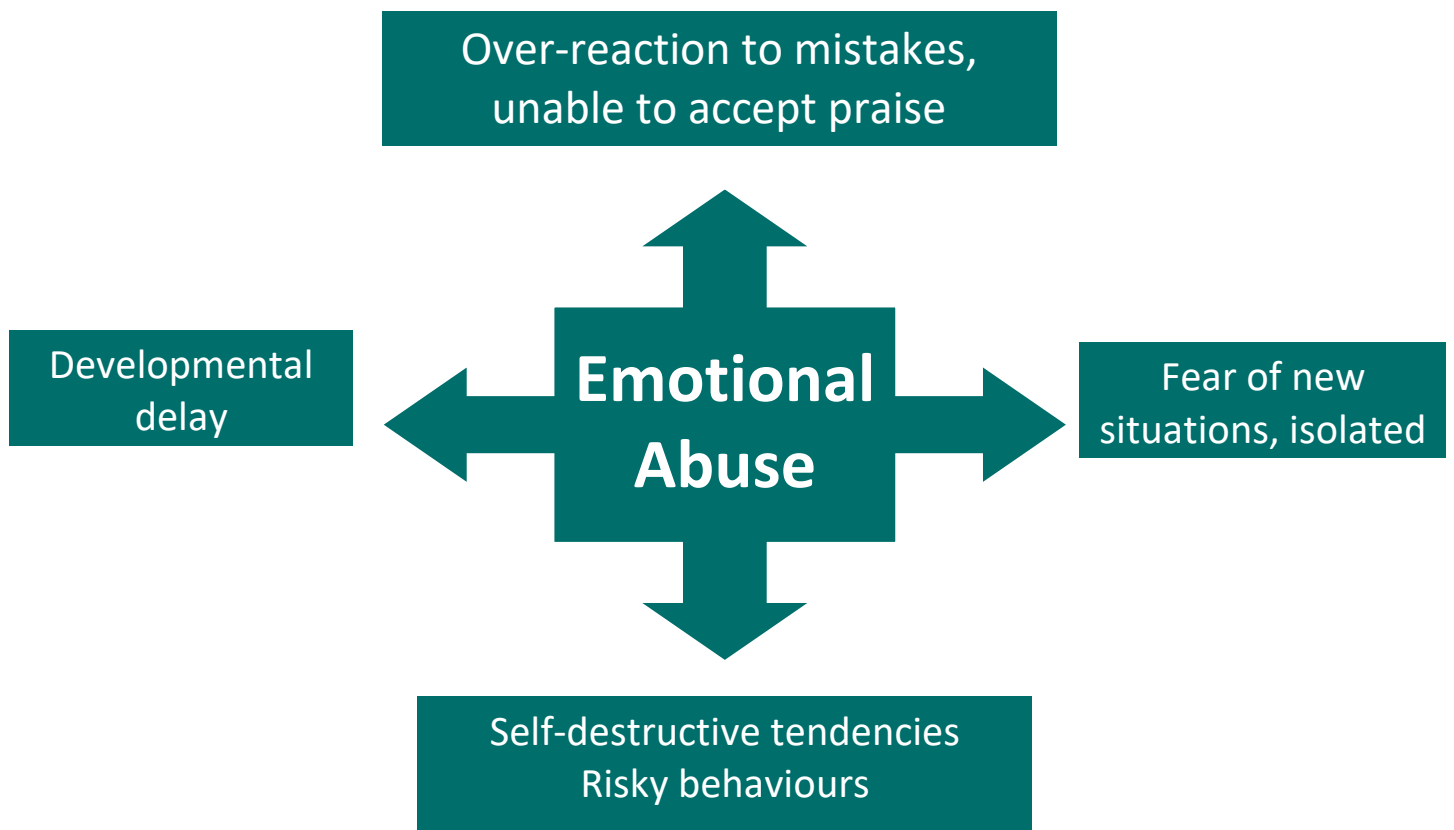 Over-reaction to mistakes,
unable to accept praise
Developmental
delay
Emotional
Abuse
Fear of new
situations, isolated
Self-destructive tendencies
Risky behaviours